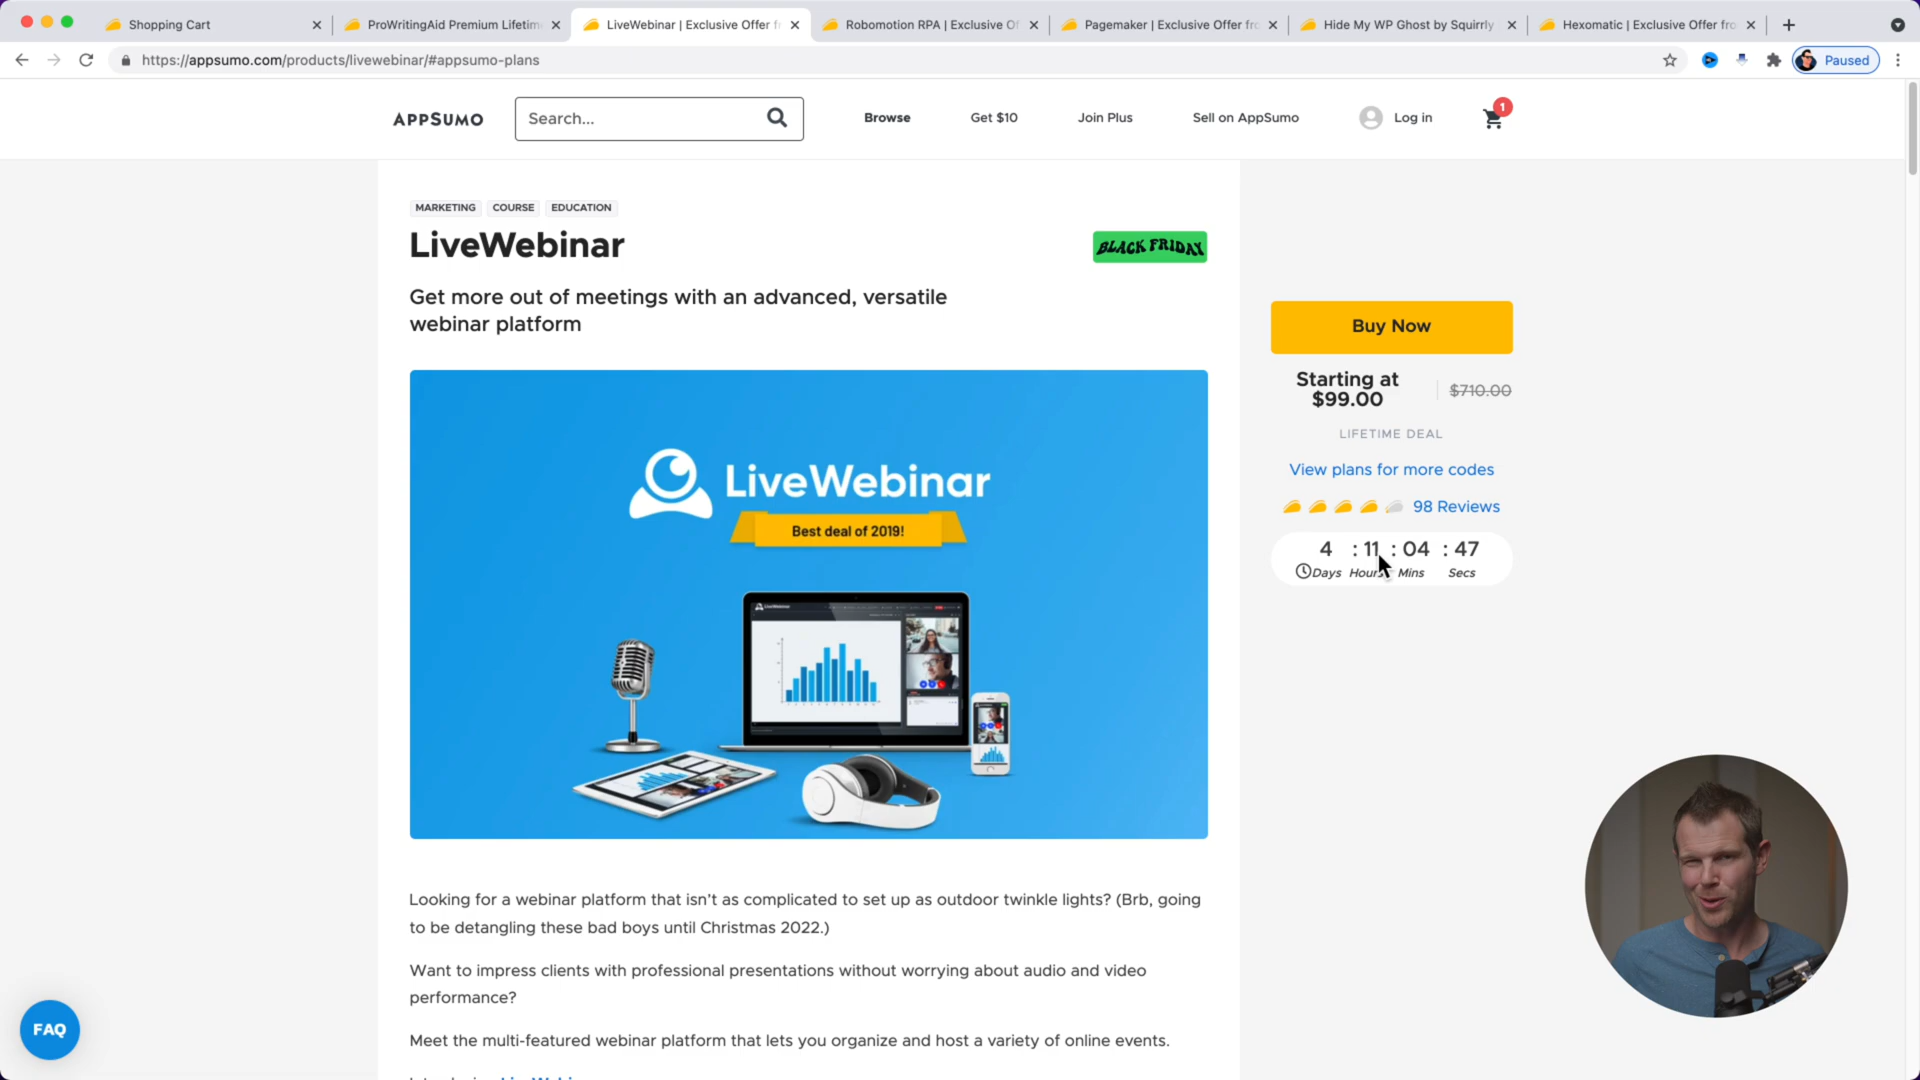 Shopping Cart
ProWritingAid Premium Lifetim
LiveWebinar | Exclusive Offer f
Robomotion RPA | Exclusive Of
Pagemaker | Exclusive Offer fro
Hide My WP Ghost by Squirrly
Hexomatic | Exclusive Offer fro
https://appsumo.com/products/livewebinar/#appsumo-plans
Paused
APPSUMO
Search...
Browse
Get $10
Join Plus
Sell on AppSumo
Log in
1
MARKETING
COURSE
EDUCATION
LiveWebinar
BLACK FRIDAY
Get more out of meetings with an advanced, versatile
webinar platform
Buy Now
Starting at
$99.00
$710.00
LIFETIME DEAL
View plans for more codes
98 Reviews
4 : 11 : 04 : 47
Days Hours Mins Secs
LiveWebinar
Best deal of 2019!
Looking for a webinar platform that isn't as complicated to set up as outdoor twinkle lights? (Brb, going
to be detangling these bad boys until Christmas 2022.)
Want to impress clients with professional presentations without worrying about audio and video
performance?
Meet the multi-featured webinar platform that lets you organize and host a variety of online events.
FAQ